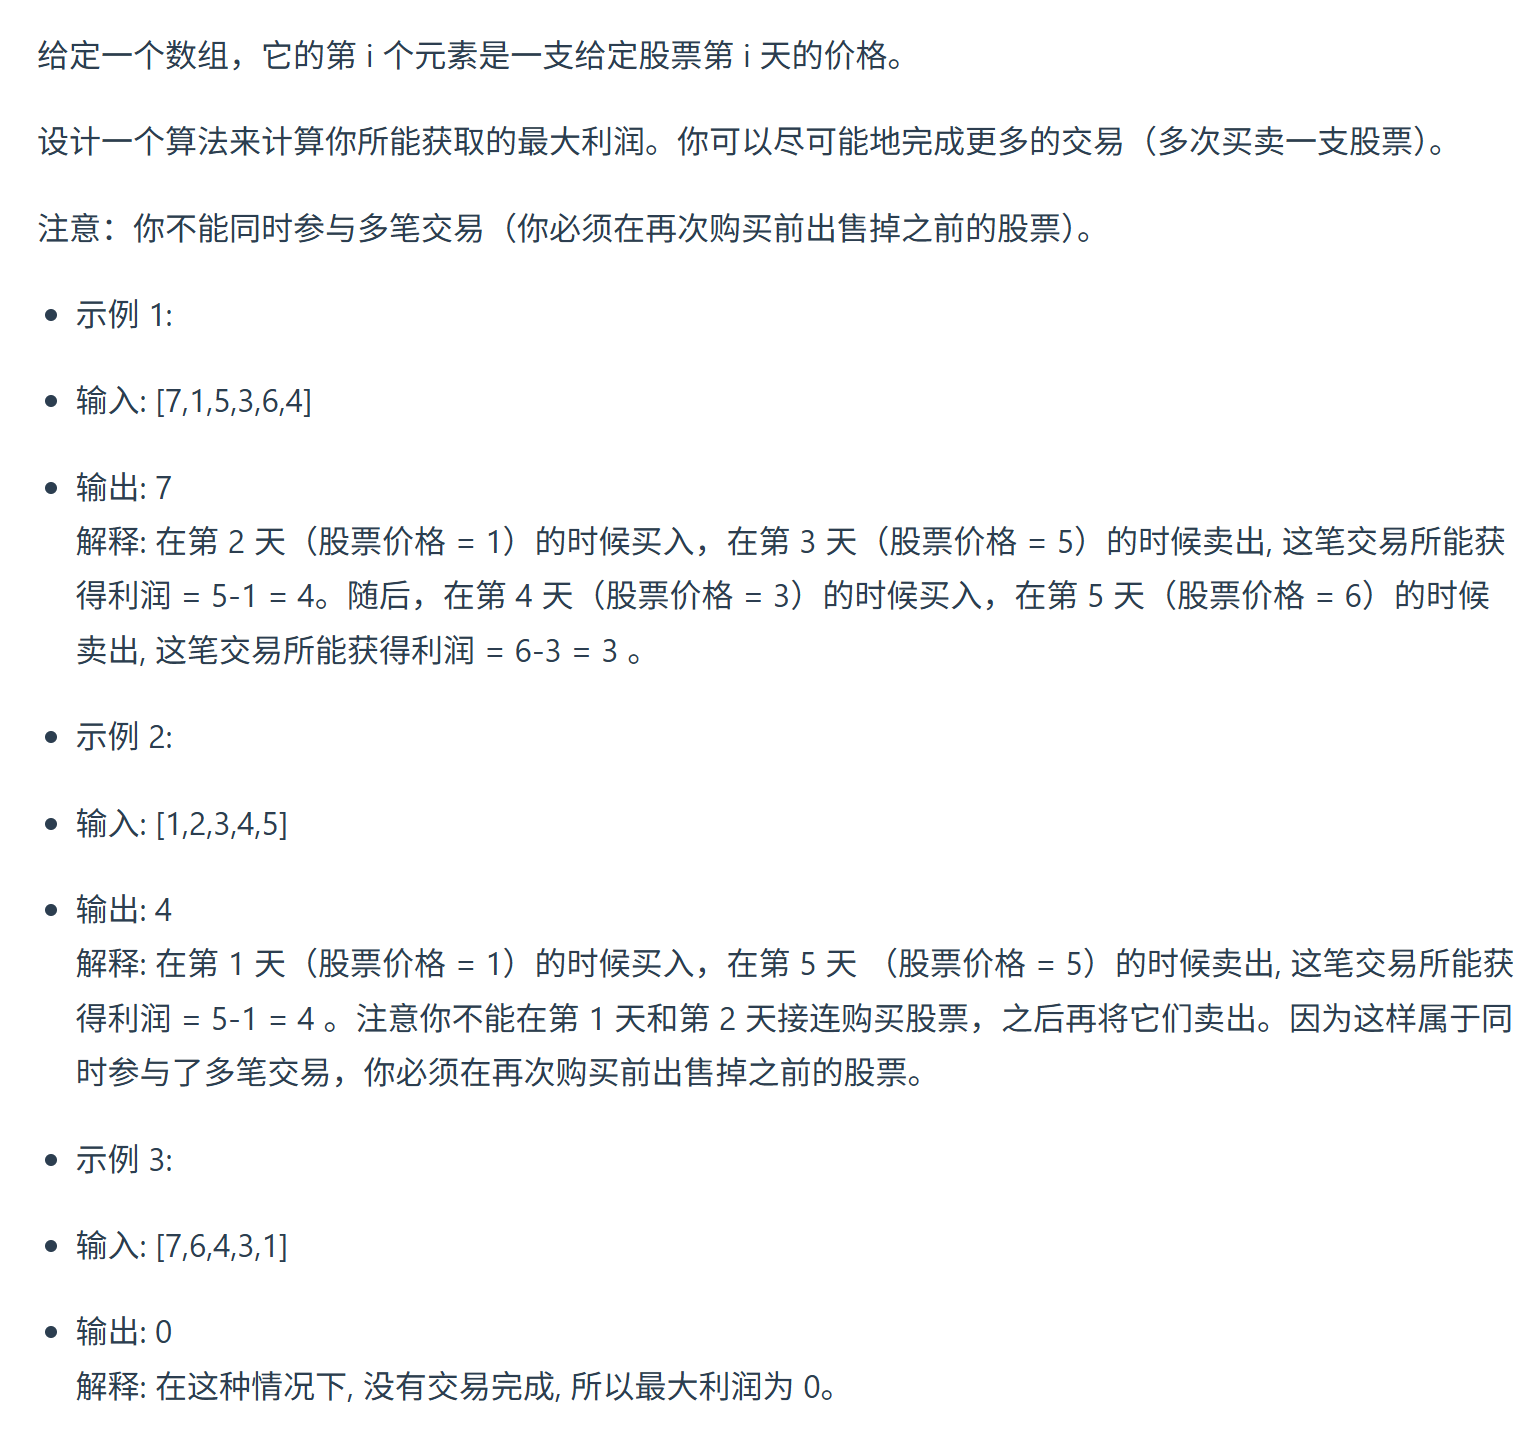 给定一个数组，它的第 i 个元素是一支给定股票第 i 天的价格。
设计一个算法来计算你所能获取的最大利润。你可以尽可能地完成更多的交易（多次买卖一支股票）。
注意：你不能同时参与多笔交易（你必须在再次购买前出售掉之前的股票）。
• 示例 1:
• 输入: [7,1,5,3,6,4]
• 输出: 7
解释: 在第 2 天（股票价格 = 1）的时候买入，在第 3 天（股票价格 = 5）的时候卖出, 这笔交易所能获
得利润 = 5-1 = 4。随后，在第 4 天（股票价格 = 3）的时候买入，在第 5 天（股票价格 = 6）的时候
卖出, 这笔交易所能获得利润 = 6-3 = 3 。
• 示例 2:
• 输入: [1,2,3,4,5]
• 输出: 4
解释: 在第 1 天（股票价格 = 1）的时候买入，在第 5 天 （股票价格 = 5）的时候卖出, 这笔交易所能获
得利润 = 5-1 = 4 。注意你不能在第 1 天和第 2 天接连购买股票，之后再将它们卖出。因为这样属于同
时参与了多笔交易，你必须在再次购买前出售掉之前的股票。
• 示例 3:
• 输入: [7,6,4,3,1]
• 输出: 0
解释: 在这种情况下, 没有交易完成, 所以最大利润为 0。